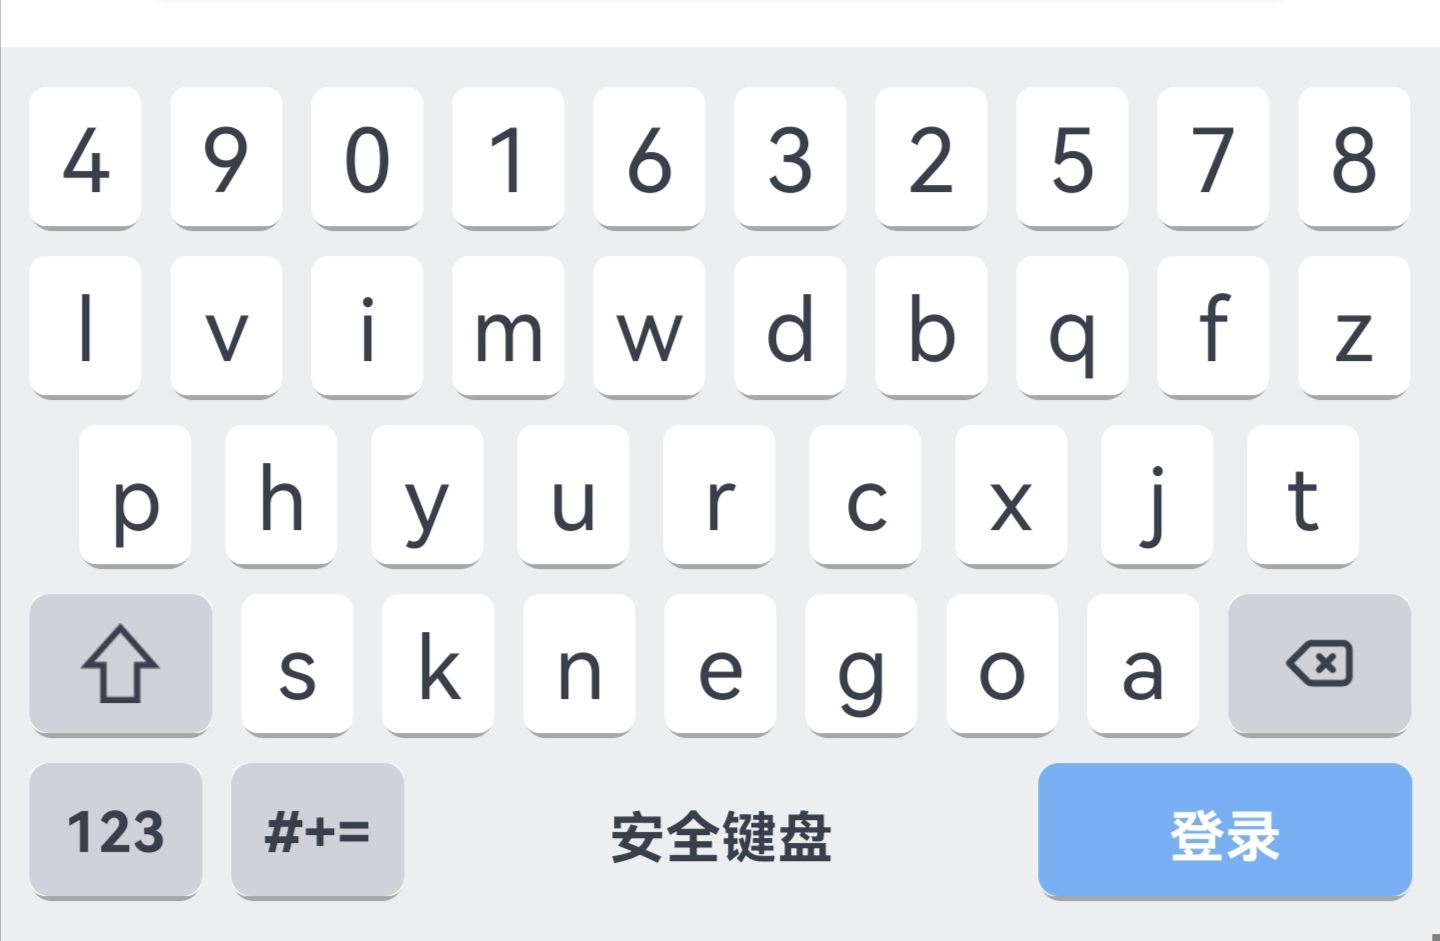 4 9 0 1 6 3 2 5 7 8
l v i m w d b q f z
p h y u r c x j t
s k n e g o a
123 #+= 安全键盘 登录